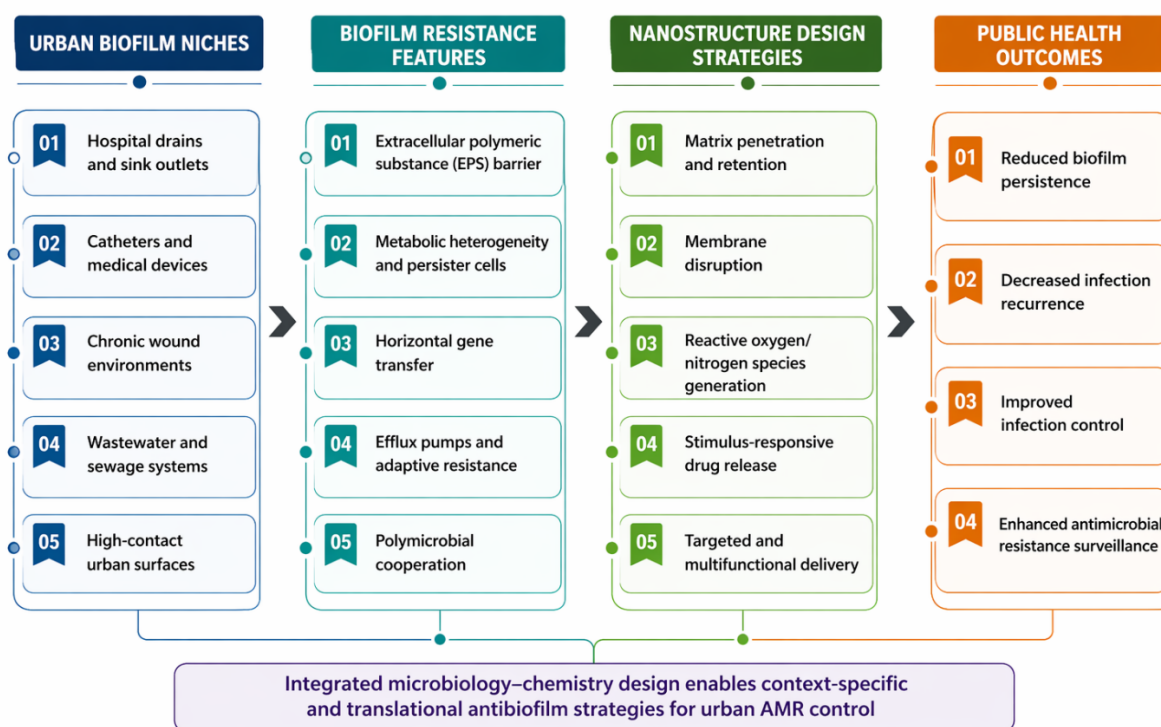 URBAN BIOFILM NICHES
01
Hospital drains
and sink outlets
02
Catheters and
medical devices
03
Chronic wound
environments
04
Wastewater and
sewage systems
05
High-contact
urban surfaces
BIOFILM RESISTANCE
FEATURES
01
Extracellular polymeric
substance (EPS) barrier
02
Metabolic heterogeneity
and persister cells
03
Horizontal gene
transfer
04
Efflux pumps and
adaptive resistance
05
Polymicrobial
cooperation
NANOSTRUCTURE DESIGN
STRATEGIES
01
Matrix penetration
and retention
02
Membrane
disruption
03
Reactive oxygen/
nitrogen species
generation
04
Stimulus-responsive
drug release
05
Targeted and
multifunctional delivery
PUBLIC HEALTH
OUTCOMES
01
Reduced biofilm
persistence
02
Decreased infection
recurrence
03
Improved
infection control
04
Enhanced antimicrobial
resistance surveillance
Integrated microbiology–chemistry design enables context-specific
and translational antibiofilm strategies for urban AMR control